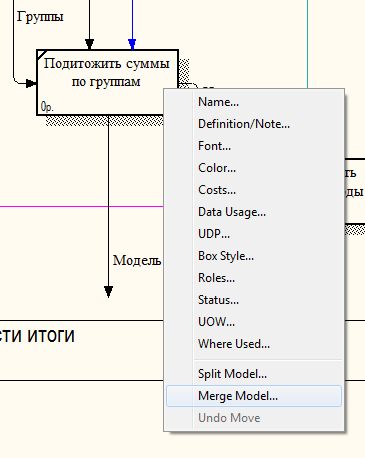 Группы
Подитожить суммы
по группам
0р.
Модель
СТИ ИТОГИ
Name...
Definition/Note...
Font...
Color...
Costs...
Data Usage...
UDP...
Box Style...
Roles...
Status...
UOW...
Where Used...
Split Model...
Merge Model...
Undo Move
ть
ды